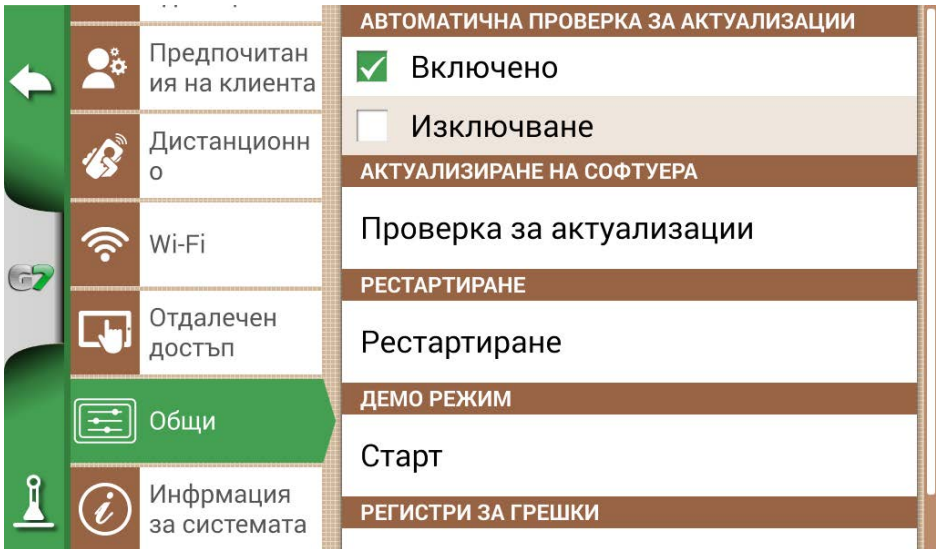 Предпочитан
ия на клиента
Дистанционн
о
Wi-Fi
G7
Отдалечен
достъп
Общи
Инфрмация
за системата
АВТОМАТИЧНА ПРОВЕРКА ЗА АКТУАЛИЗАЦИИ
Включено
Изключване
АКТУАЛИЗИРАНЕ НА СОФТУЕРА
Проверка за актуализации
РЕСТАРТИРАНЕ
Рестартиране
ДЕМО РЕЖИМ
Старт
РЕГИСТРИ ЗА ГРЕШКИ